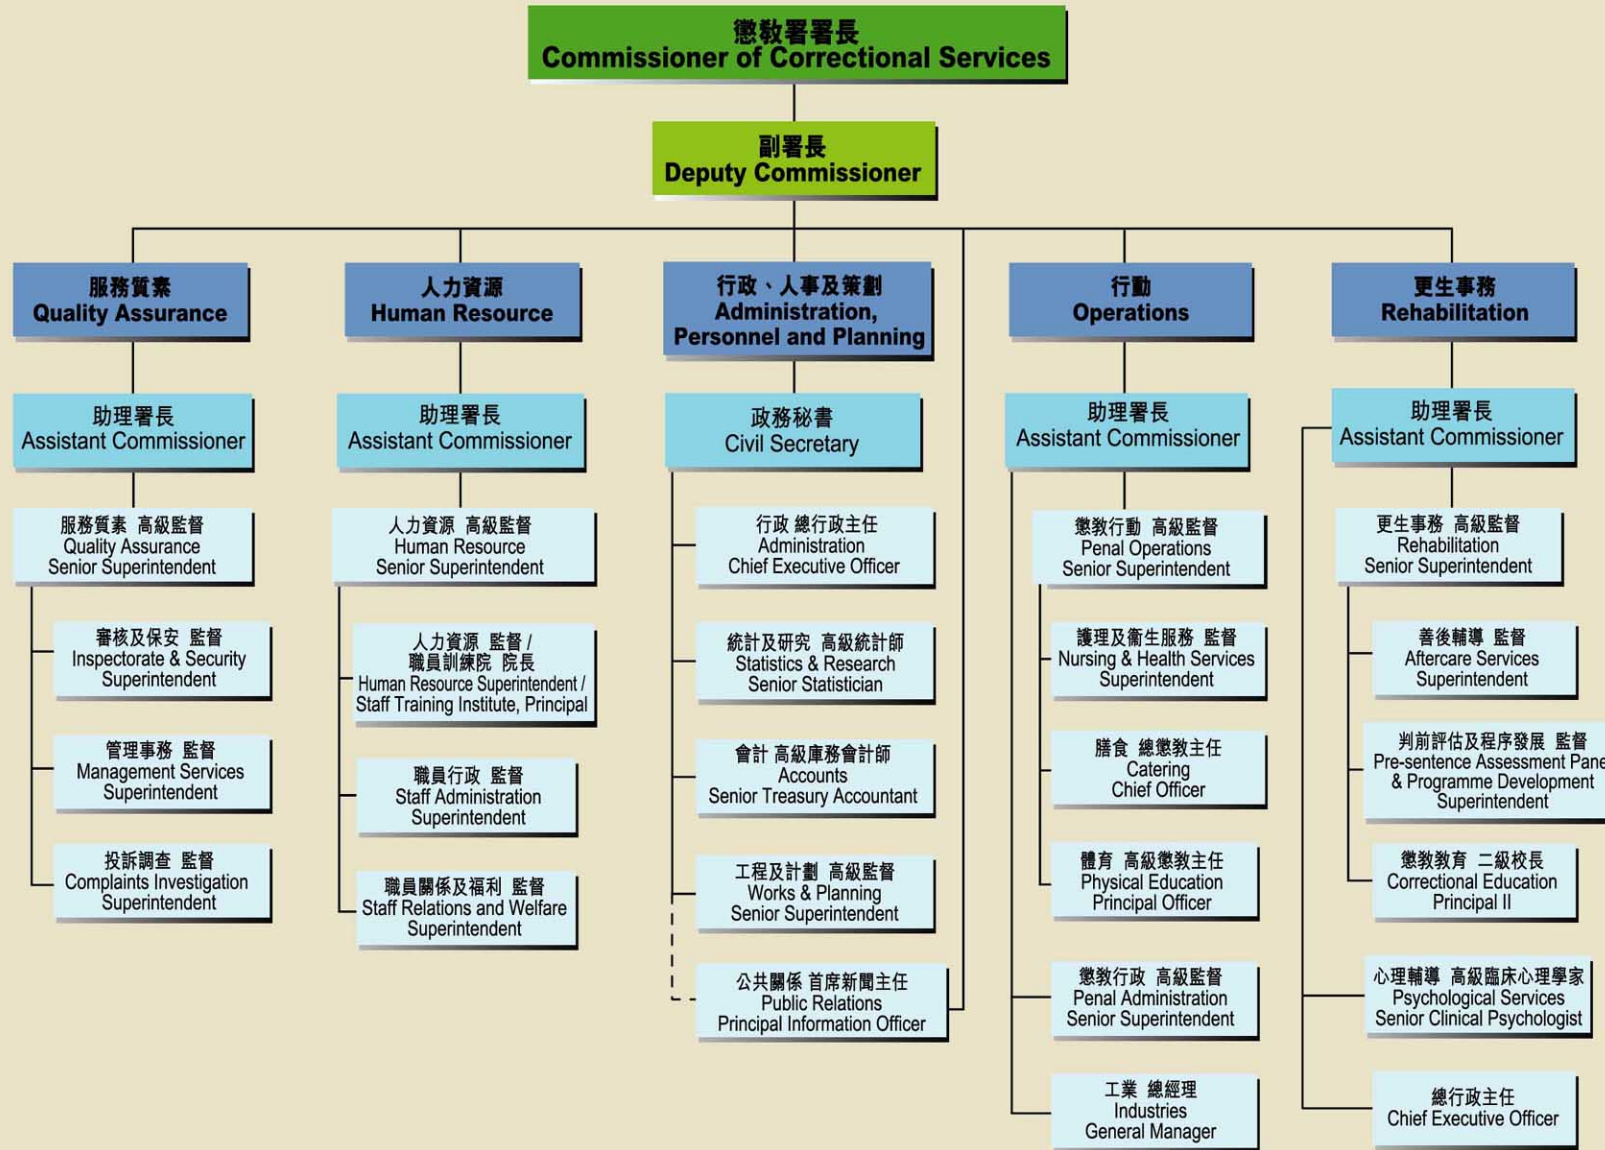 懲教署署長
Commissioner of Correctional Services
副署長
Deputy Commissioner
服務質素
Quality Assurance
助理署長
Assistant Commissioner
服務質素 高級監督
Quality Assurance
Senior Superintendent
審核及保安 監督
Inspectorate & Security
Superintendent
管理事務 監督
Management Services
Superintendent
投訴調查 監督
Complaints Investigation
Superintendent
人力資源
Human Resource
助理署長
Assistant Commissioner
人力資源 高級監督
Human Resource
Senior Superintendent
人力資源 監督 /
職員訓練院 院長
Human Resource Superintendent /
Staff Training Institute, Principal
職員行政 監督
Staff Administration
Superintendent
職員關係及福利 監督
Staff Relations and Welfare
Superintendent
行政、人事及策劃
Administration,
Personnel and Planning
政務秘書
Civil Secretary
行政 總行政主任
Administration
Chief Executive Officer
統計及研究 高級統計師
Statistics & Research
Senior Statistician
會計 高級庫務會計師
Accounts
Senior Treasury Accountant
工程及計劃 高級監督
Works & Planning
Senior Superintendent
公共關係 首席新聞主任
Public Relations
Principal Information Officer
行動
Operations
助理署長
Assistant Commissioner
懲教行動 高級監督
Penal Operations
Senior Superintendent
護理及衞生服務 監督
Nursing & Health Services
Superintendent
膳食 總懲教主任
Catering
Chief Officer
體育 高級懲教主任
Physical Education
Principal Officer
懲教行政 高級監督
Penal Administration
Senior Superintendent
工業 總經理
Industries
General Manager
更生事務
Rehabilitation
助理署長
Assistant Commissioner
更生事務 高級監督
Rehabilitation
Senior Superintendent
善後輔導 監督
Aftercare Services
Superintendent
判前評估及程序發展 監督
Pre-sentence Assessment Pane
& Programme Development
Superintendent
懲教教育 二級校長
Correctional Education
Principal II
心理輔導 高級臨床心理學家
Psychological Services
Senior Clinical Psychologist
總行政主任
Chief Executive Officer